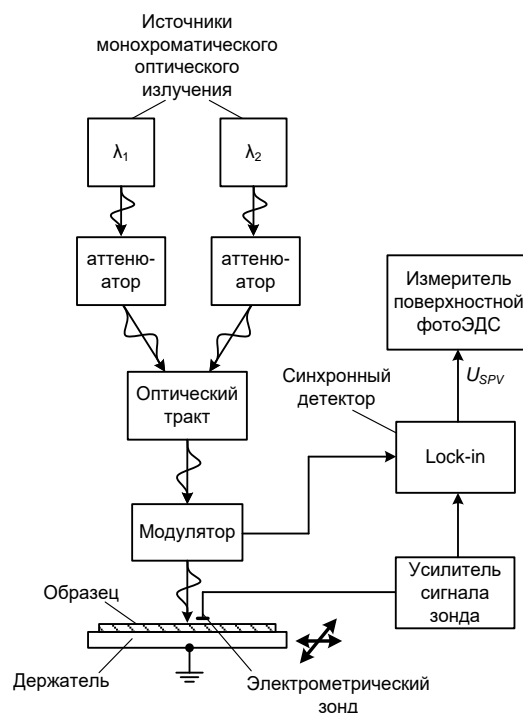 Источники
монохроматического
оптического
излучения
λ1
λ2
аттеню-
атор
аттеню-
атор
Измеритель
поверхностной
фотоЭДС
Оптический
тракт
USPV
Синхронный
детектор
Lock-in
Модулятор
Усилитель
сигнала
зонда
Образец
Держатель
Электрометрический
зонд